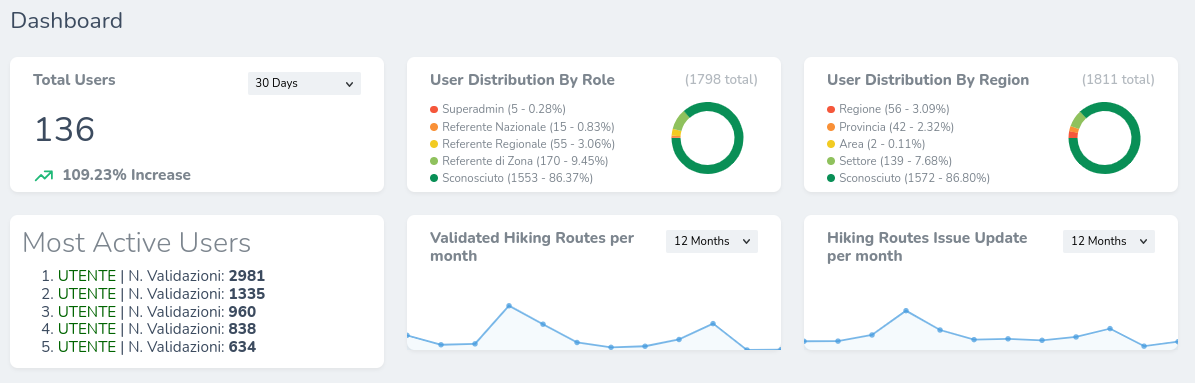 Dashboard
Total Users
30 Days
136
109.23% Increase
User Distribution By Role
(1798 total)
Superadmin (5 - 0.28%)
Referente Nazionale (15 - 0.83%)
Referente Regionale (55 - 3.06%)
Referente di Zona (170 - 9.45%)
Sconosciuto (1553 - 86.37%)
User Distribution By Region
(1811 total)
Regione (56 - 3.09%)
Provincia (42 - 2.32%)
Area (2 - 0.11%)
Settore (139 - 7.68%)
Sconosciuto (1572 - 86.80%)
Most Active Users
1. UTENTE | N. Validazioni: 2981
2. UTENTE | N. Validazioni: 1335
3. UTENTE | N. Validazioni: 960
4. UTENTE | N. Validazioni: 838
5. UTENTE | N. Validazioni: 634
Validated Hiking Routes per
month
12 Months
Hiking Routes Issue Update
per month
12 Months